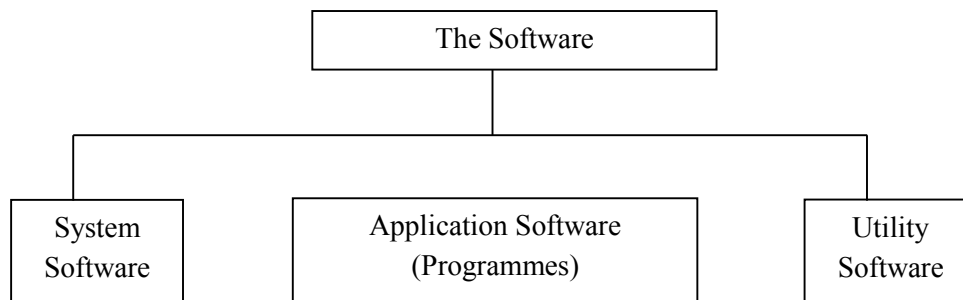 The Software
System
Software
Application Software
(Programmes)
Utility
Software